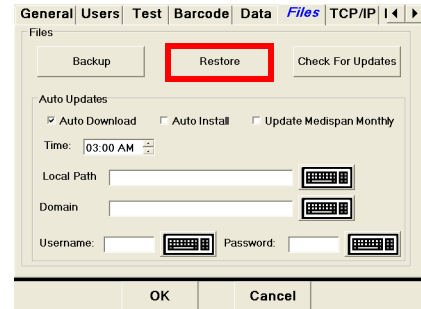 General Users Test Barcode Data Files TCP/IP
Files
Backup Restore Check For Updates
Auto Updates
Auto Download Auto Install Update Medispan Monthly
Time: 03:00 AM
Local Path
Domain
Username: Password:
OK Cancel